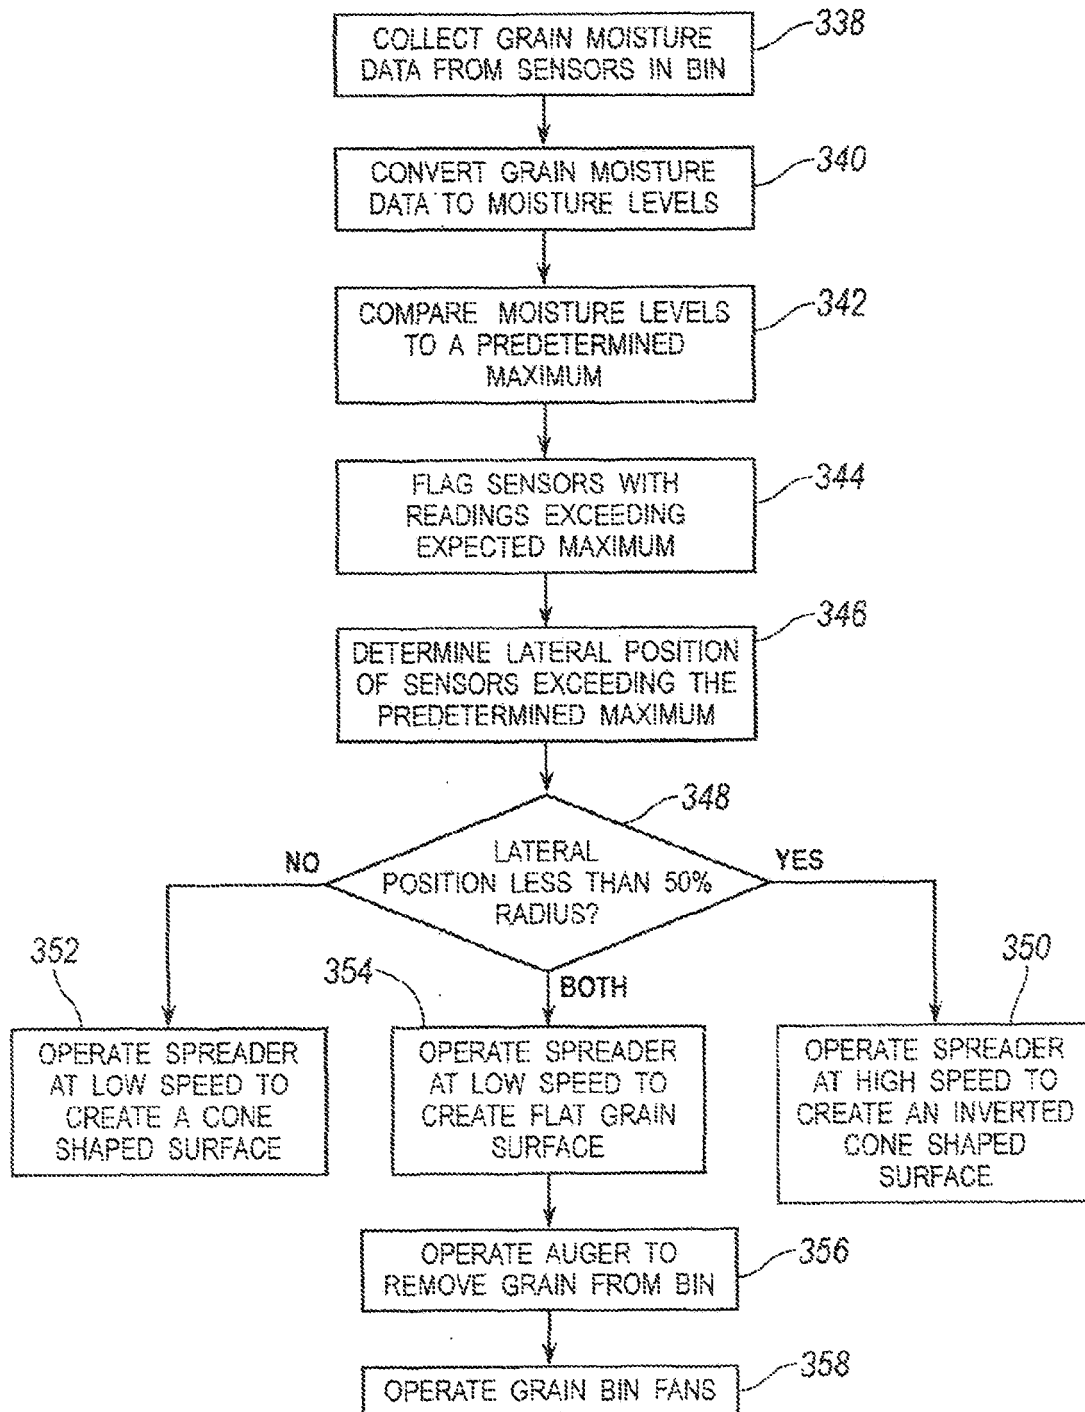 COLLECT GRAIN MOISTURE
DATA FROM SENSORS IN BIN
338
CONVERT GRAIN MOISTURE
DATA TO MOISTURE LEVELS
340
COMPARE MOISTURE LEVELS
TO A PREDETERMINED
MAXIMUM
342
FLAG SENSORS WITH
READINGS EXCEEDING
EXPECTED MAXIMUM
344
DETERMINE LATERAL POSITION
OF SENSORS EXCEEDING THE
PREDETERMINED MAXIMUM
346
348
LATERAL
POSITION LESS THAN 50%
RADIUS?
NO
YES
BOTH
352
OPERATE SPREADER
AT LOW SPEED TO
CREATE A CONE
SHAPED SURFACE
354
OPERATE SPREADER
AT LOW SPEED TO
CREATE FLAT GRAIN
SURFACE
350
OPERATE SPREADER
AT HIGH SPEED TO
CREATE AN INVERTED
CONE SHAPED
SURFACE
OPERATE AUGER TO
REMOVE GRAIN FROM BIN
356
OPERATE GRAIN BIN FANS
358